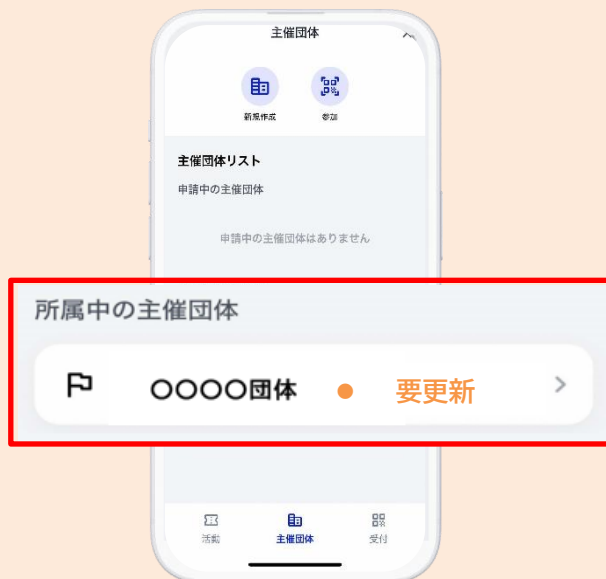 主催団体
新規作成
参加
主催団体リスト
申請中の主催団体
申請中の主催団体はありません
所属中の主催団体
〇〇〇〇団体 ● 要更新
活動
主催団体
受付